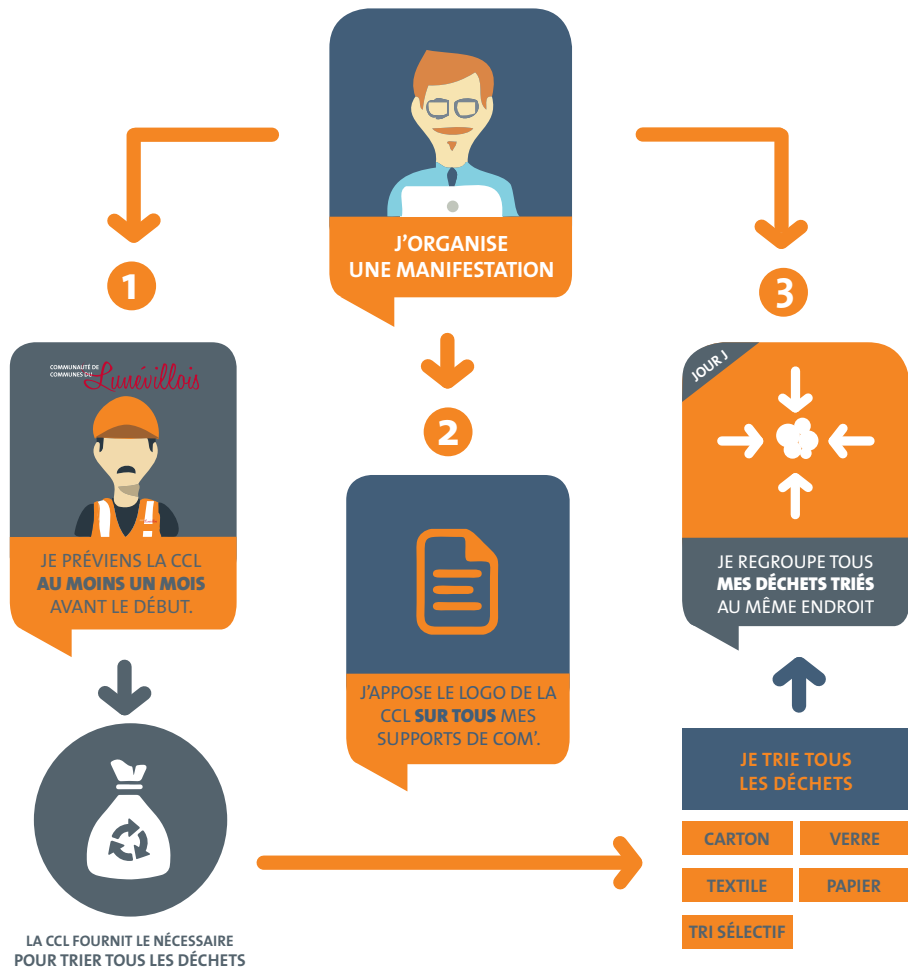 J'ORGANISE
UNE MANIFESTATION
1
COMMUNAUTÉ DE
COMMUNES DU
Lunévillois
JE PRÉVIENS LA CCL
AU MOINS UN MOIS
AVANT LE DÉBUT.
LA CCL FOURNIT LE NÉCESSAIRE
POUR TRIER TOUS LES DÉCHETS
2
J'APPOSE LE LOGO DE LA
CCL SUR TOUS MES
SUPPORTS DE COM'.
3
JOUR J
JE REGROUPE TOUS
MES DÉCHETS TRIÉS
AU MÊME ENDROIT
JE TRIE TOUS
LES DÉCHETS
CARTON
VERRE
TEXTILE
PAPIER
TRI SÉLECTIF